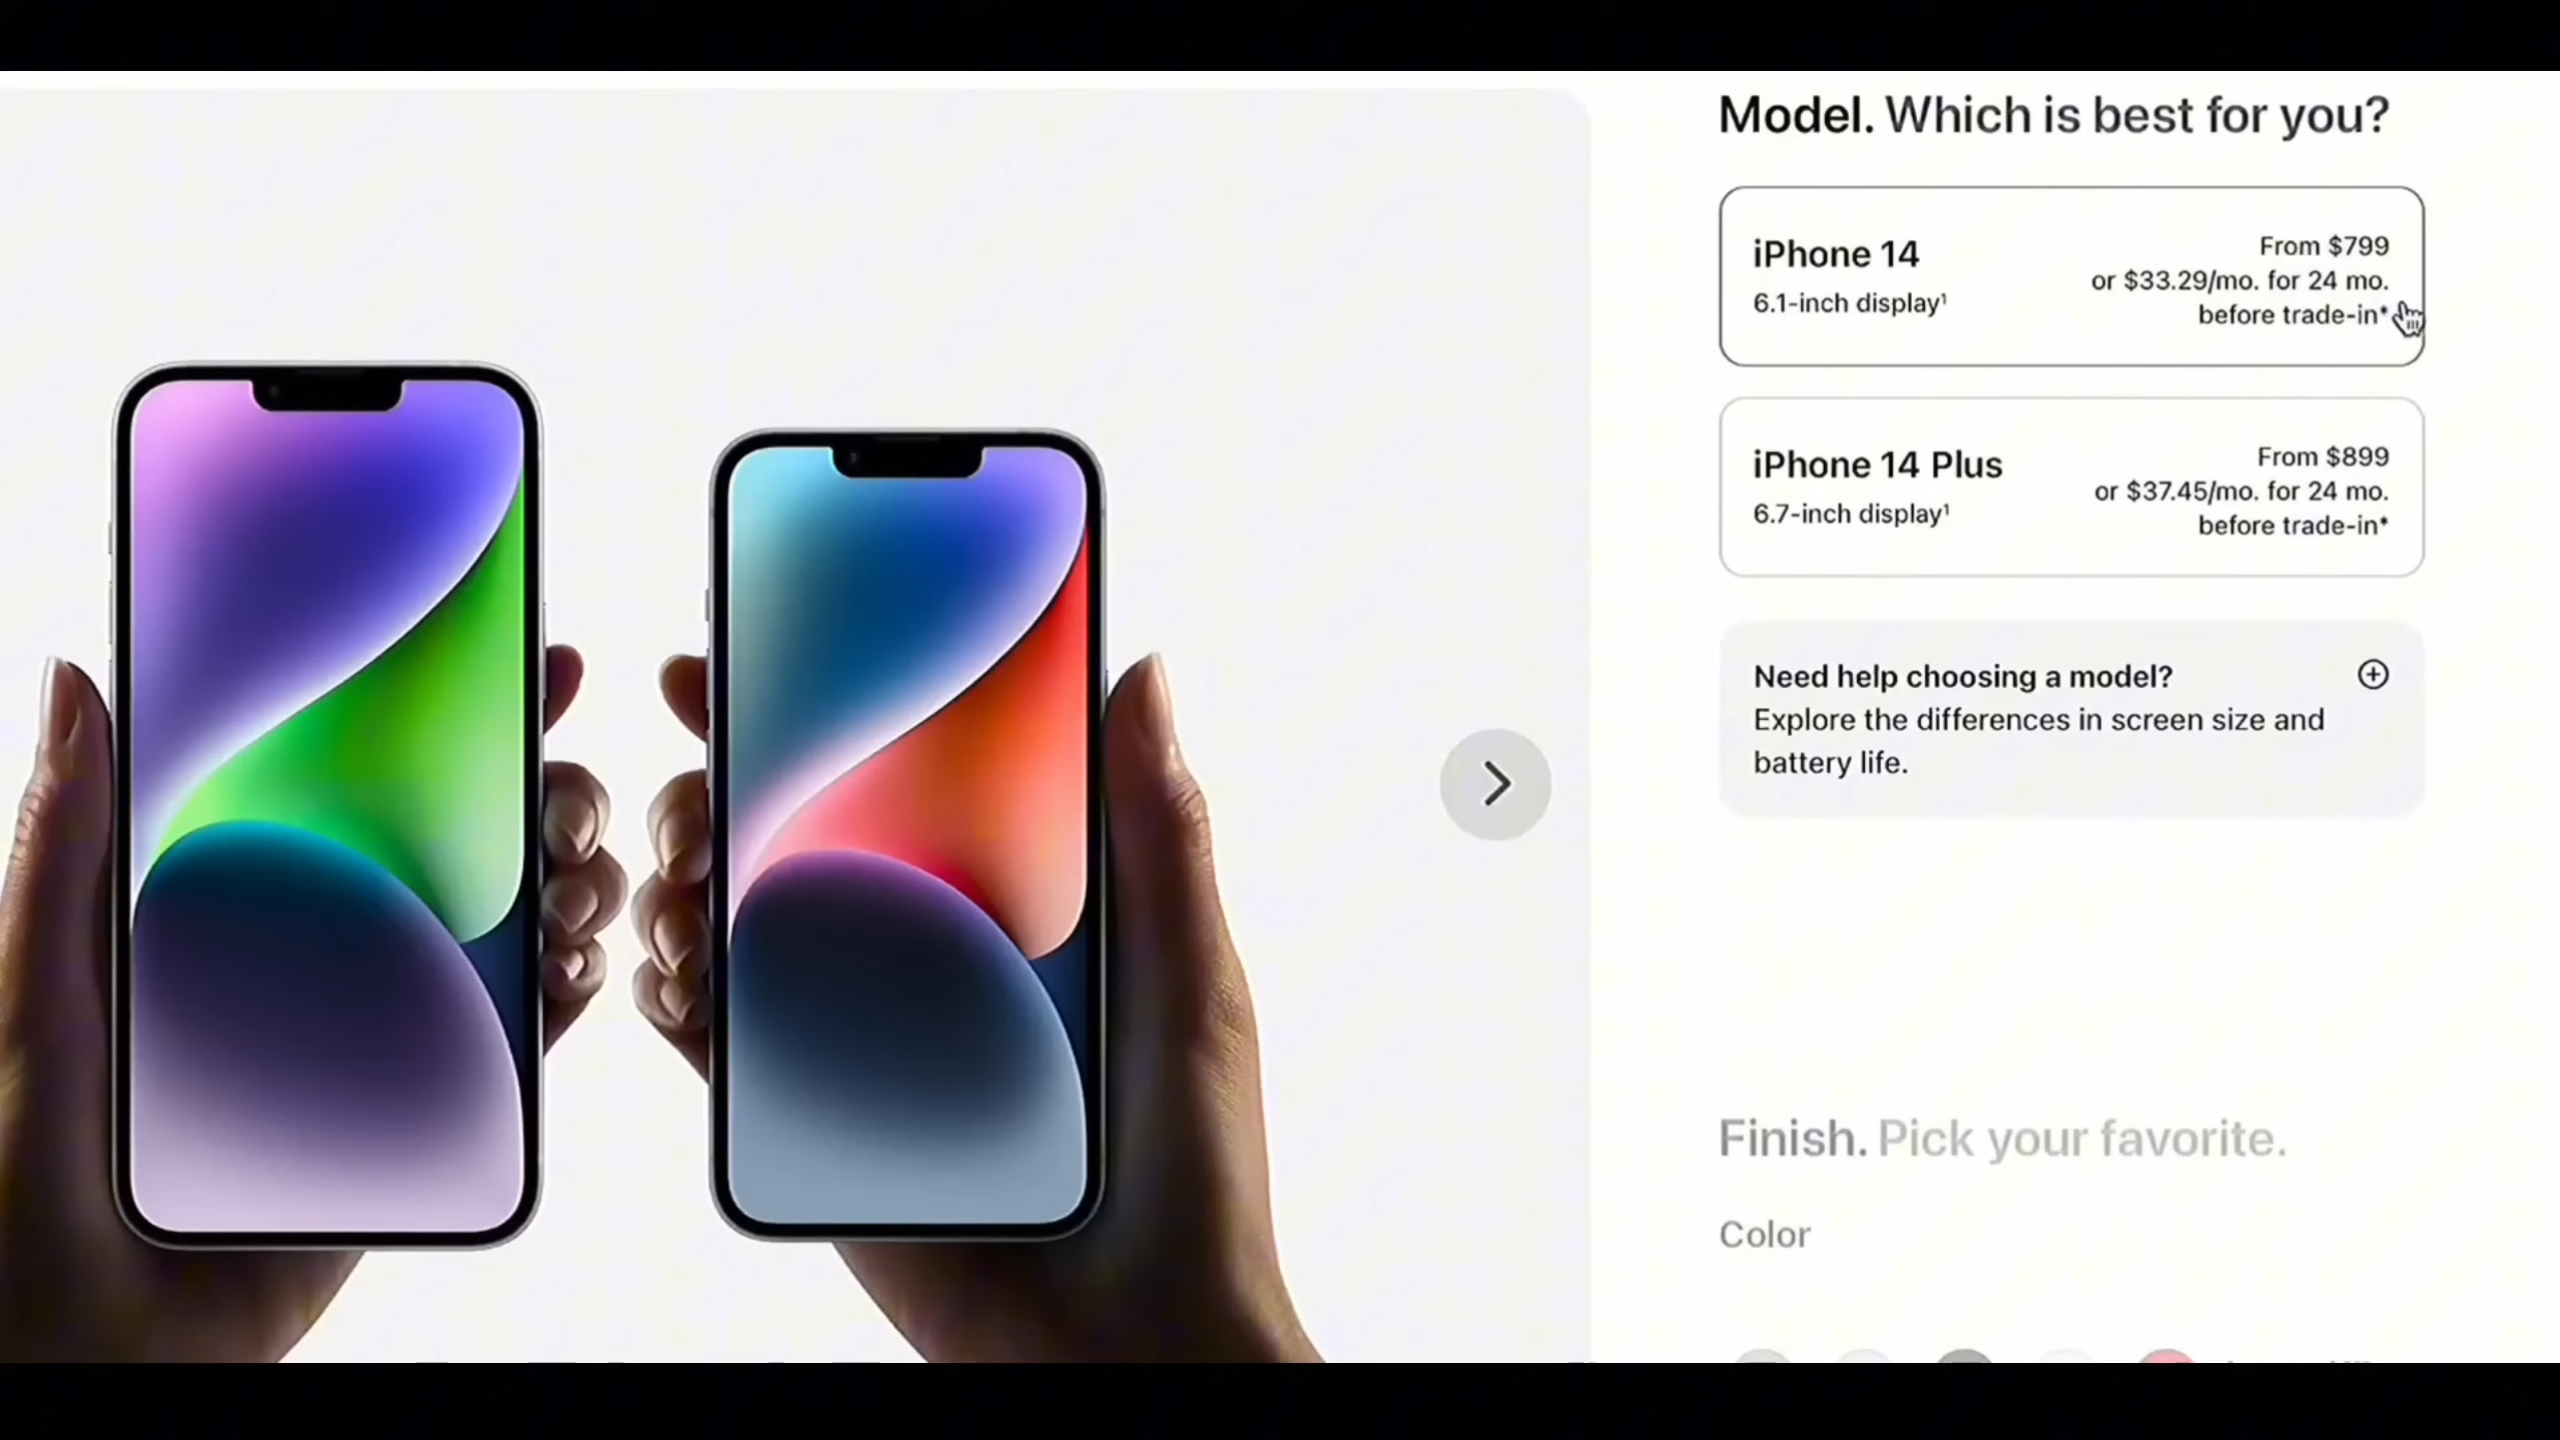 Model. Which is best for you?
iPhone 14
6.1-inch display¹
From $799
or $33.29/mo. for 24 mo.
before trade-in*
iPhone 14 Plus
6.7-inch display¹
From $899
or $37.45/mo. for 24 mo.
before trade-in*
Need help choosing a model?
Explore the differences in screen size and
battery life.
Finish. Pick your favorite.
Color